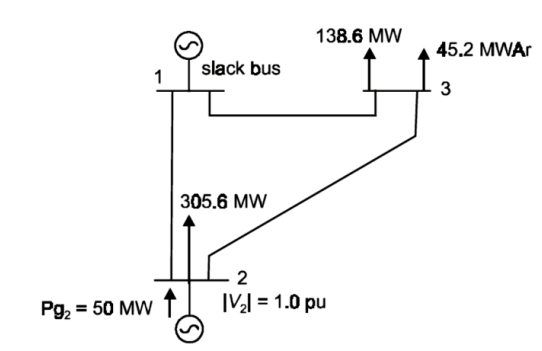 138.6 MW
45.2 MWAr
1
slack bus
3
305.6 MW
2
Pg₂ = 50 MW
|V₂| = 1.0 pu